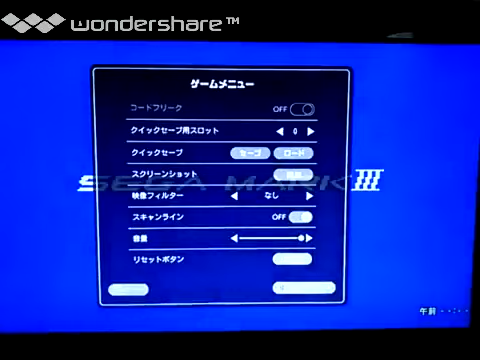 wondershare™
ゲームメニュー
コードフリーク OFF
クイックセーブ用スロット ◀ 0 ▶
クイックセーブ セーブ ロード
スクリーンショット
SEGA MARK III
映像フィルター ◀ なし ▶
スキャンライン OFF
音量 ◀ ▶
リセットボタン
午前 --:--